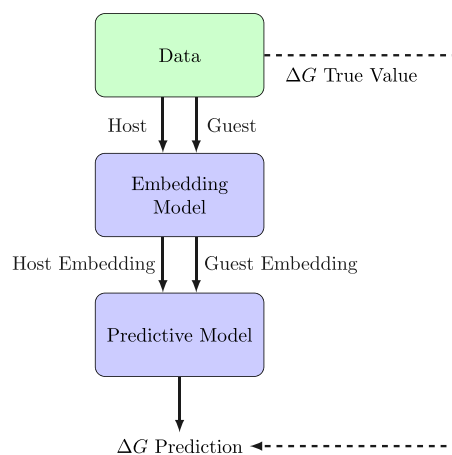 Data
ΔG True Value
Host
Guest
Embedding
Model
Host Embedding
Guest Embedding
Predictive Model
ΔG Prediction